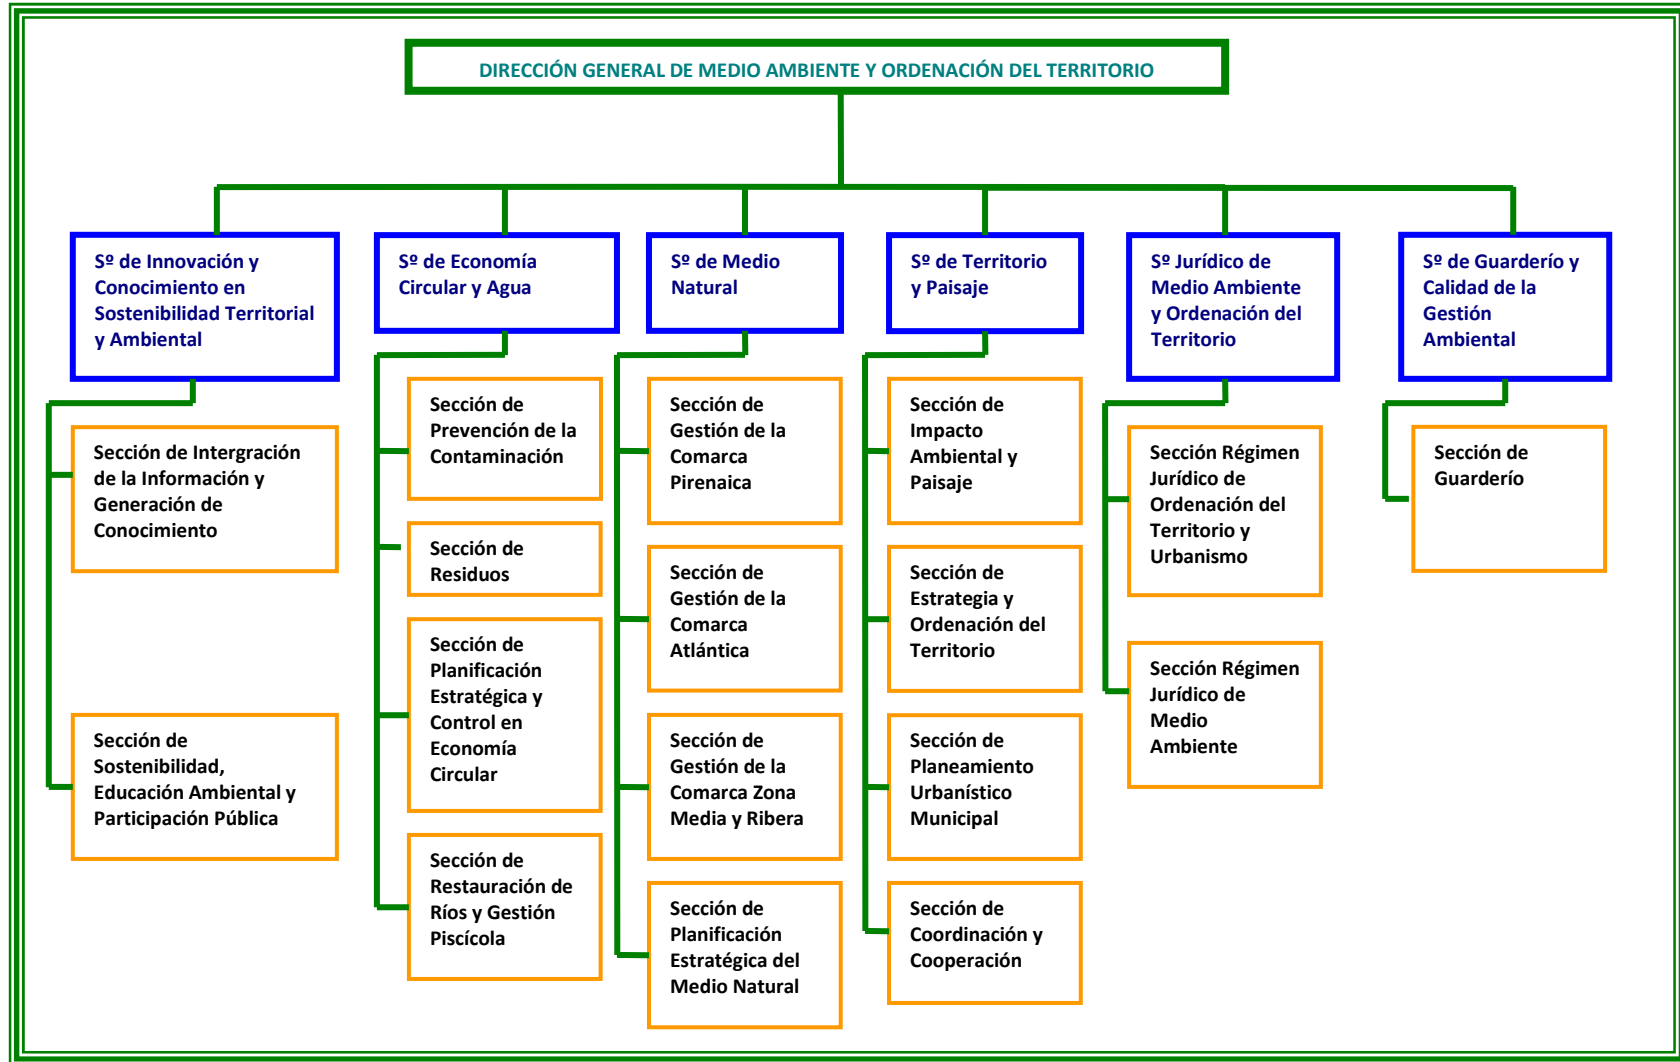 DIRECCIÓN GENERAL DE MEDIO AMBIENTE Y ORDENACIÓN DEL TERRITORIO
Sº de Innovación y
Conocimiento en
Sostenibilidad Territorial
y Ambiental
Sección de Intergración
de la Información y
Generación de
Conocimiento
Sección de
Sostenibilidad,
Educación Ambiental y
Participación Pública
Sº de Economía
Circular y Agua
Sección de
Prevención de la
Contaminación
Sección de
Residuos
Sección de
Planificación
Estratégica y
Control en
Economía
Circular
Sección de
Restauración de
Ríos y Gestión
Piscícola
Sº de Medio
Natural
Sección de
Gestión de la
Comarca
Pirenaica
Sección de
Gestión de la
Comarca
Atlántica
Sección de
Gestión de la
Comarca Zona
Media y Ribera
Sección de
Planificación
Estratégica del
Medio Natural
Sº de Territorio
y Paisaje
Sección de
Impacto
Ambiental y
Paisaje
Sección de
Estrategia y
Ordenación del
Territorio
Sección de
Planeamiento
Urbanístico
Municipal
Sección de
Coordinación y
Cooperación
Sº Jurídico de
Medio Ambiente
y Ordenación del
Territorio
Sección Régimen
Jurídico de
Ordenación del
Territorio y
Urbanismo
Sección Régimen
Jurídico de
Medio
Ambiente
Sº de Guarderío y
Calidad de la
Gestión
Ambiental
Sección de
Guarderío